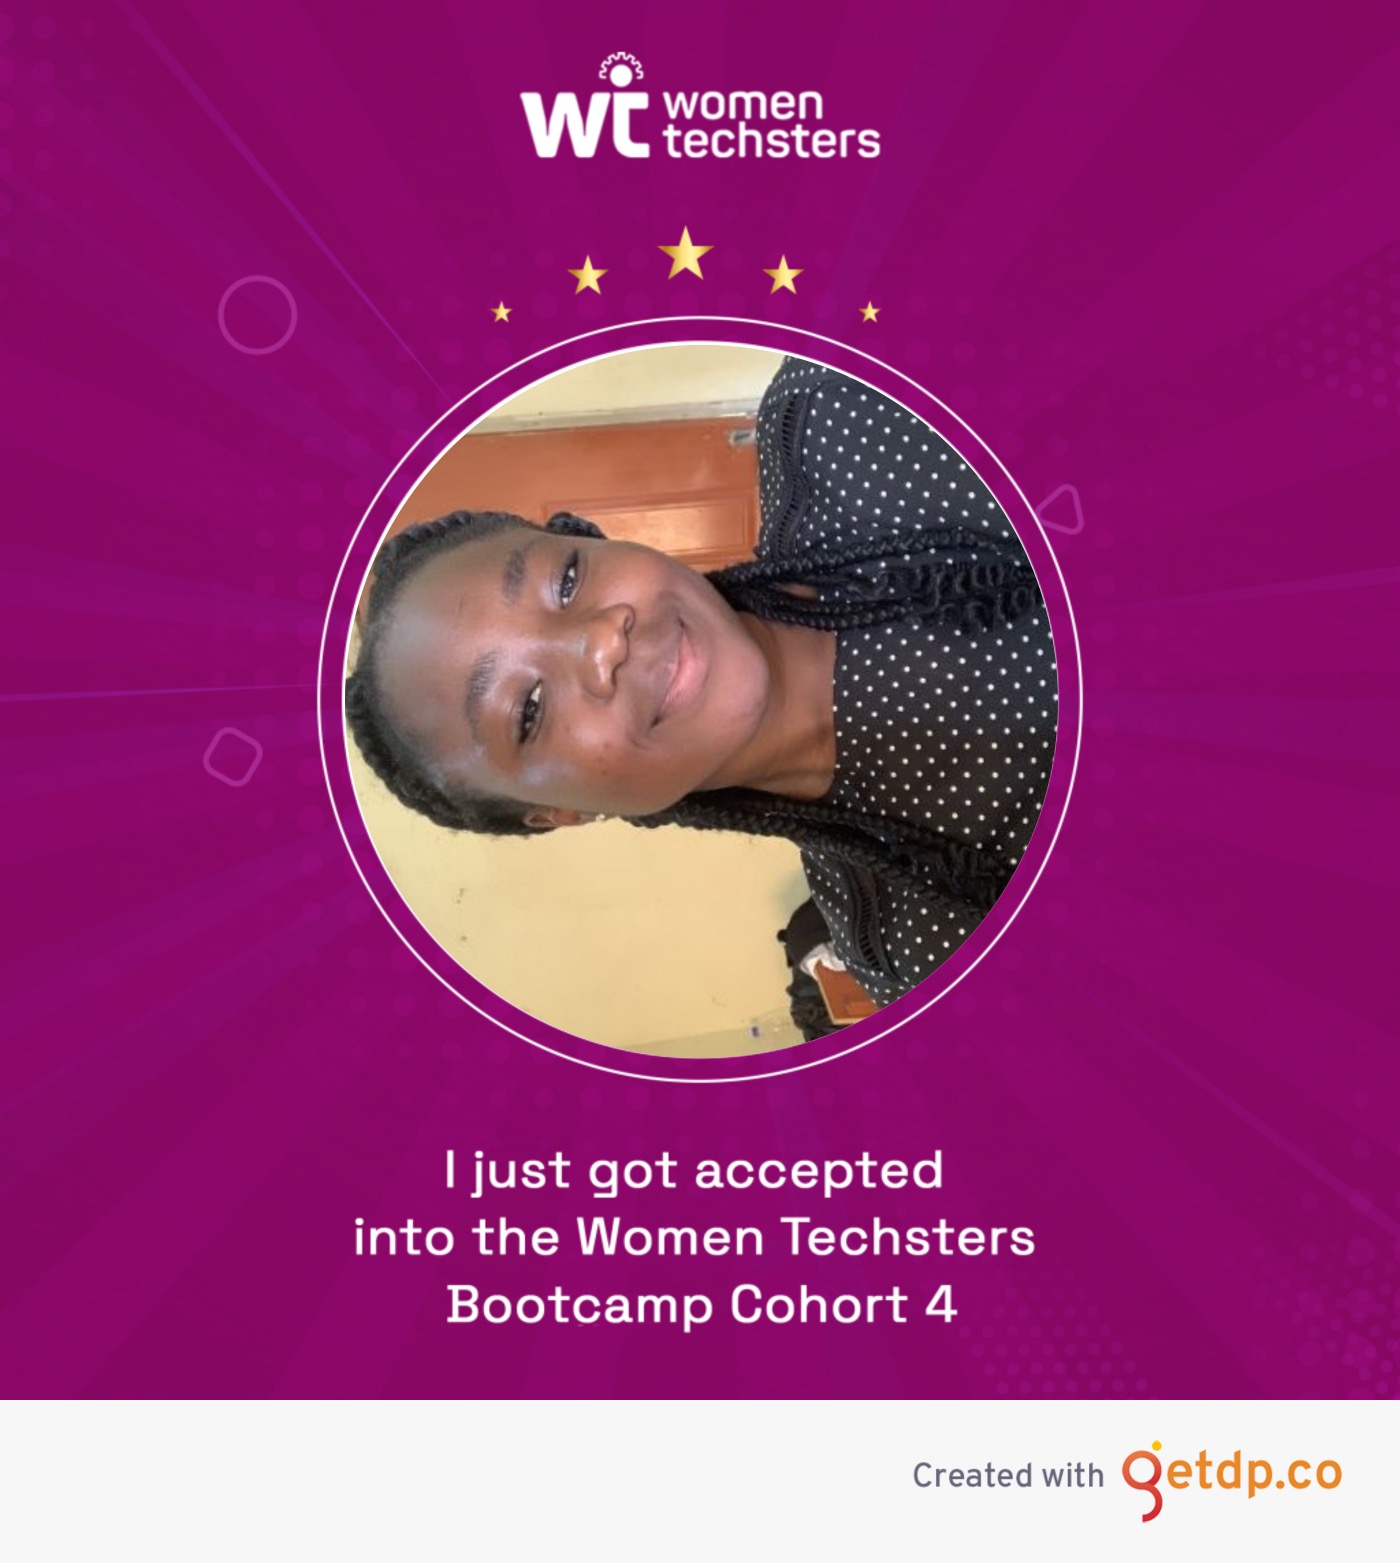 wt women
techsters
I just got accepted
into the Women Techsters
Bootcamp Cohort 4
Created with getdp.co